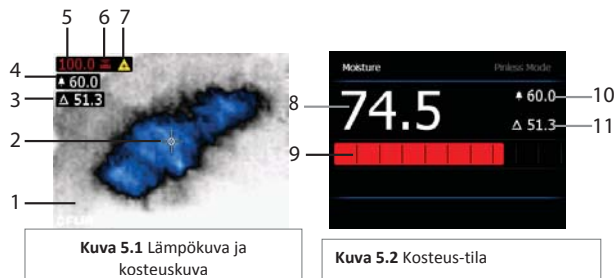 5 6 7
100.0
4 60.0
3 51.3
2
1 FLIR
Kuva 5.1 Lämpökuva ja
kosteuskuva
Moisture Pinless Mode
8 74.5 60.0 10
51.3 11
9
Kuva 5.2 Kosteus-tila